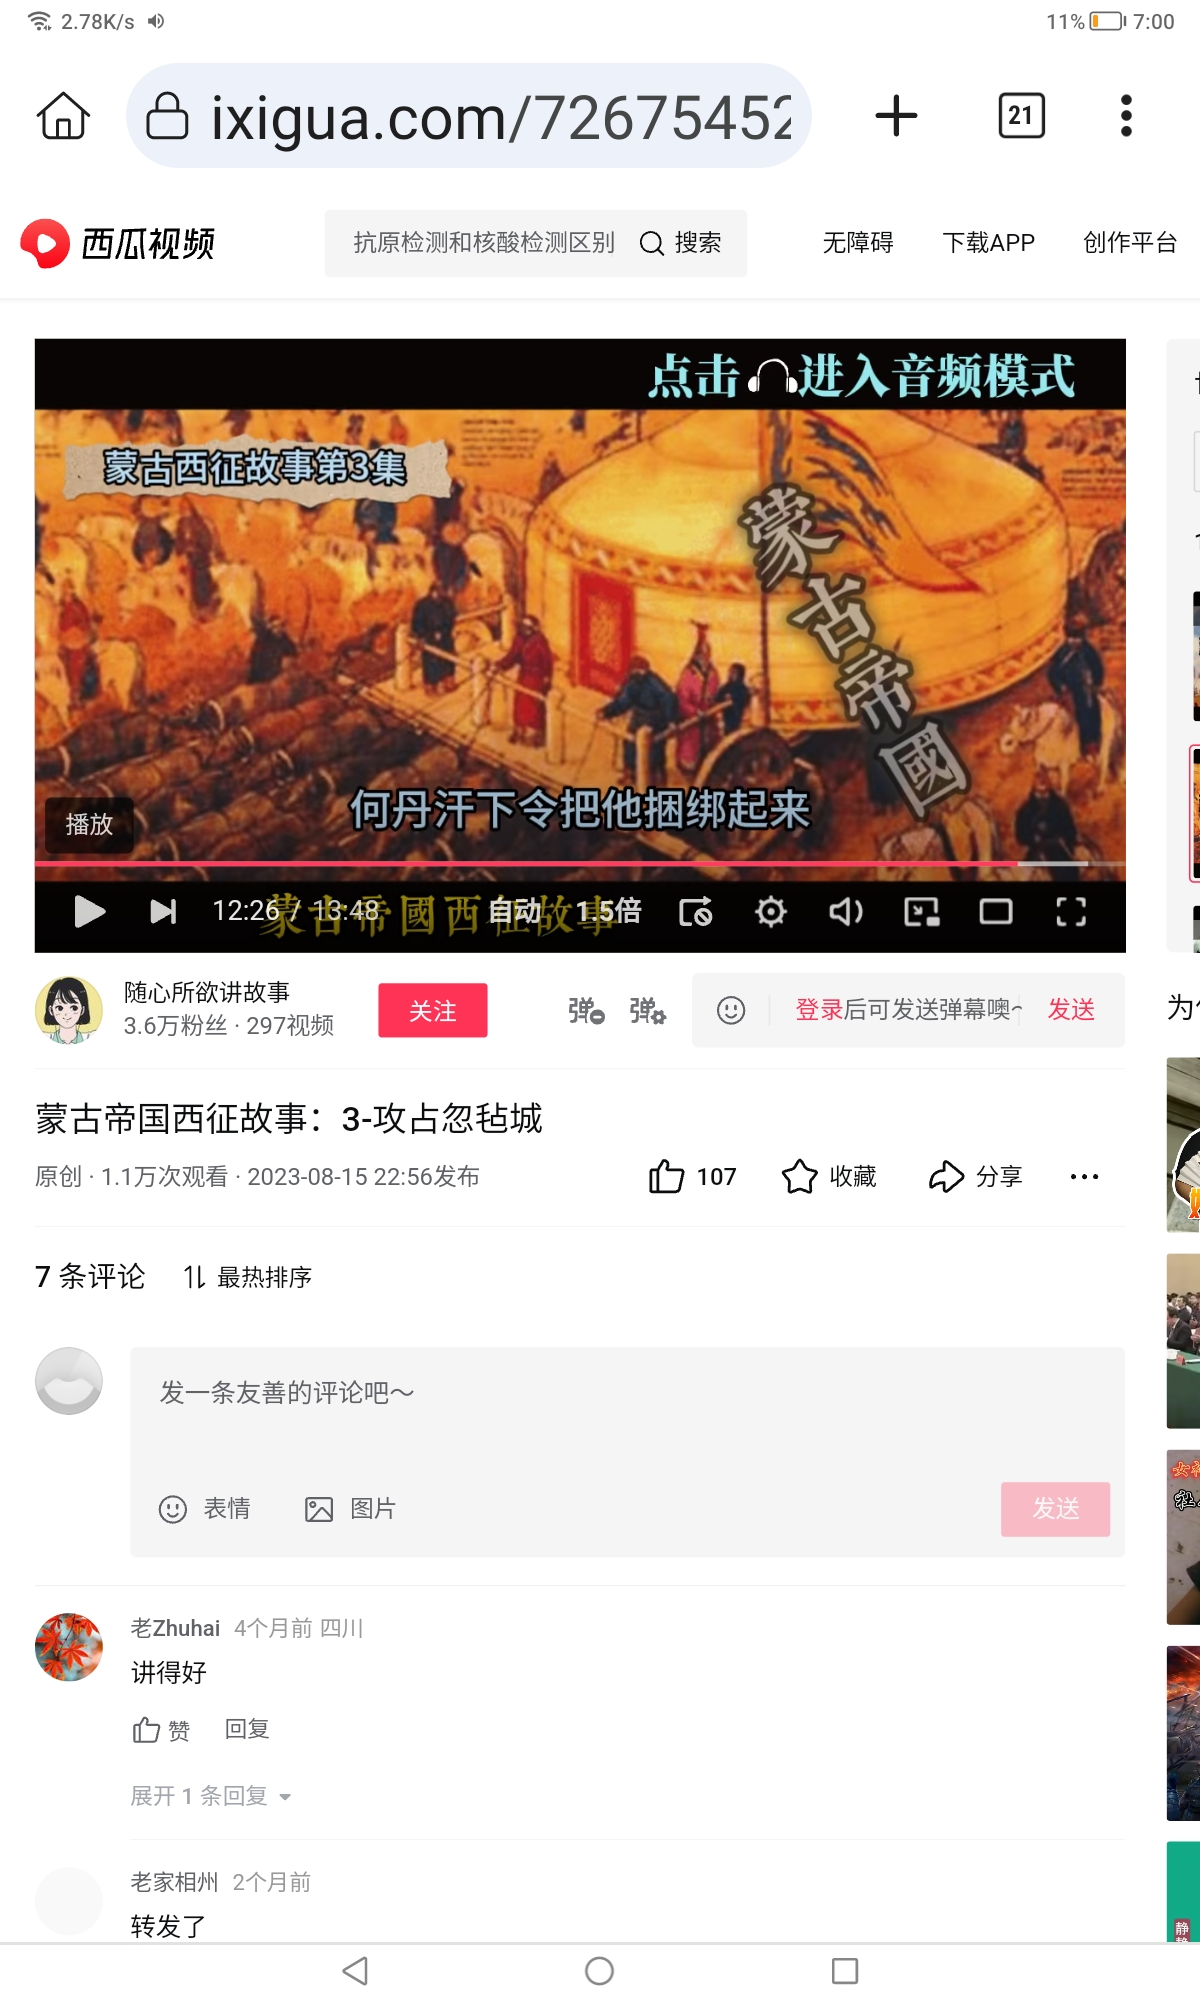 2.78K/s
11% 7:00
ixigua.com/72675452
21
西瓜视频
抗原检测和核酸检测区别 搜索
无障碍 下载APP 创作平台
点击进入音频模式
蒙古西征故事第3集
蒙古帝國
何丹汗下令把他捆绑起来
播放
12:26 / 13:48 自动 1.5倍
蒙古帝國西征故事
随心所欲讲故事
3.6万粉丝 · 297视频
关注
弹 弹
登录后可发送弹幕噢~ 发送
蒙古帝国西征故事：3-攻占忽毡城
原创 · 1.1万次观看 · 2023-08-15 22:56发布
107 收藏 分享
7 条评论 最热排序
发一条友善的评论吧～
表情 图片 发送
老Zhuhai 4个月前 四川
讲得好
赞 回复
展开 1 条回复
老家相州 2个月前
转发了